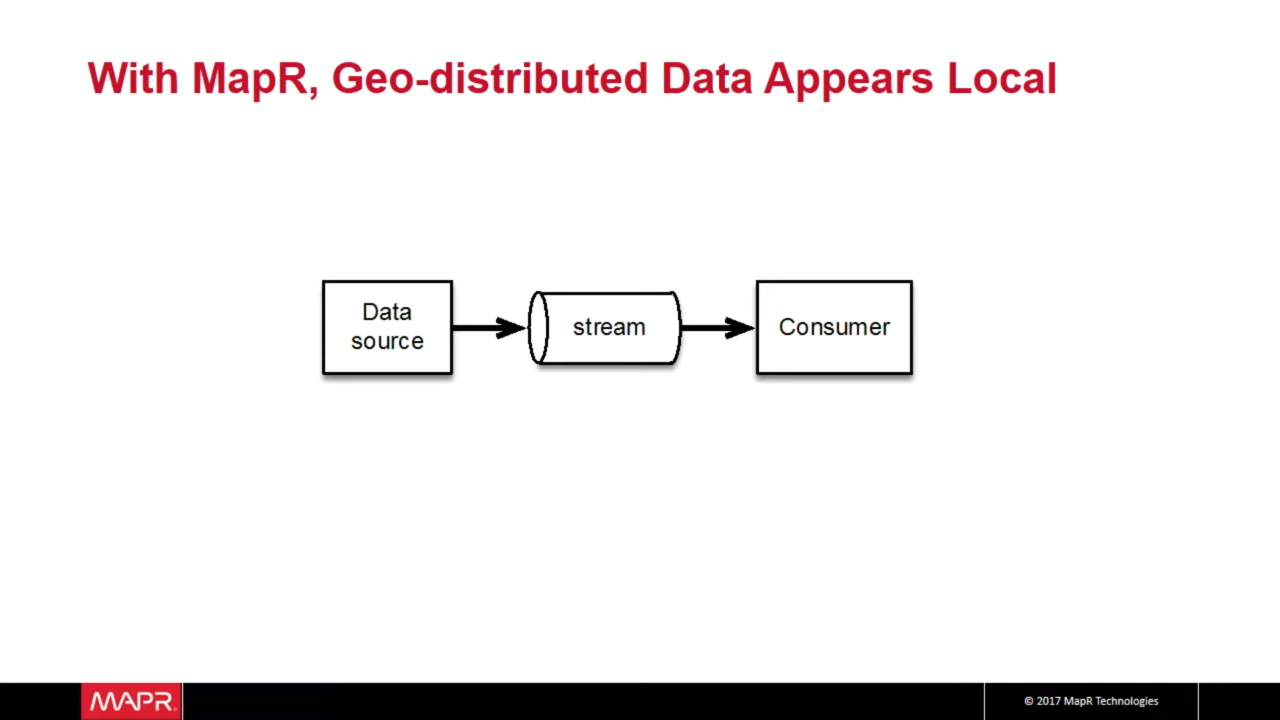 With MapR, Geo-distributed Data Appears Local
Data
source
stream
Consumer
MAPR
© 2017 MapR Technologies